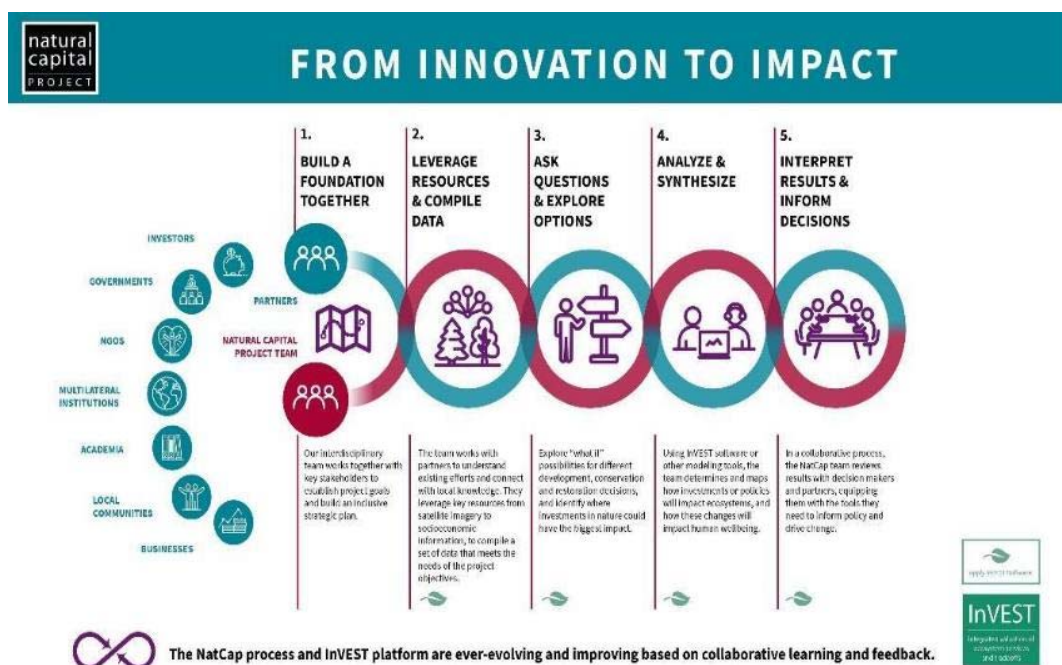 natural
capital
PROJECT
FROM INNOVATION TO IMPACT
1.
BUILD A
FOUNDATION
TOGETHER
2.
LEVERAGE
RESOURCES
& COMPILE
DATA
3.
ASK
QUESTIONS
& EXPLORE
OPTIONS
4.
ANALYZE &
SYNTHESIZE
5.
INTERPRET
RESULTS &
INFORM
DECISIONS
INVESTORS
GOVERNMENTS
NGOS
MULTILATERAL
INSTITUTIONS
ACADEMIA
LOCAL
COMMUNITIES
BUSINESSES
PARTNERS
NATURAL CAPITAL
PROJECT TEAM
Our interdisciplinary
team works together with
key stakeholders to
establish project goals
and build an inclusive
strategic plan.
The team works with
partners to understand
existing efforts and connect
with local knowledge. They
leverage key resources from
satellite imagery to
socioeconomic
information, to compile a
set of data that meets the
needs of the project
objectives.
Explore "what if"
possibilities for different
development, conservation
and restoration decisions,
and identify where
investments in nature could
have the biggest impact.
Using InVEST software or
other modeling tools, the
team determines and maps
how investments or policies
will impact ecosystems, and
how these changes will
impact human wellbeing.
In a collaborative process,
the NatCap team reviews
results with decision makers
and partners, equipping
them with the tools they
need to inform policy and
drive change.
apply InVEST software
InVEST
integrated valuation of
ecosystem services
and tradeoffs
The NatCap process and InVEST platform are ever-evolving and improving based on collaborative learning and feedback.